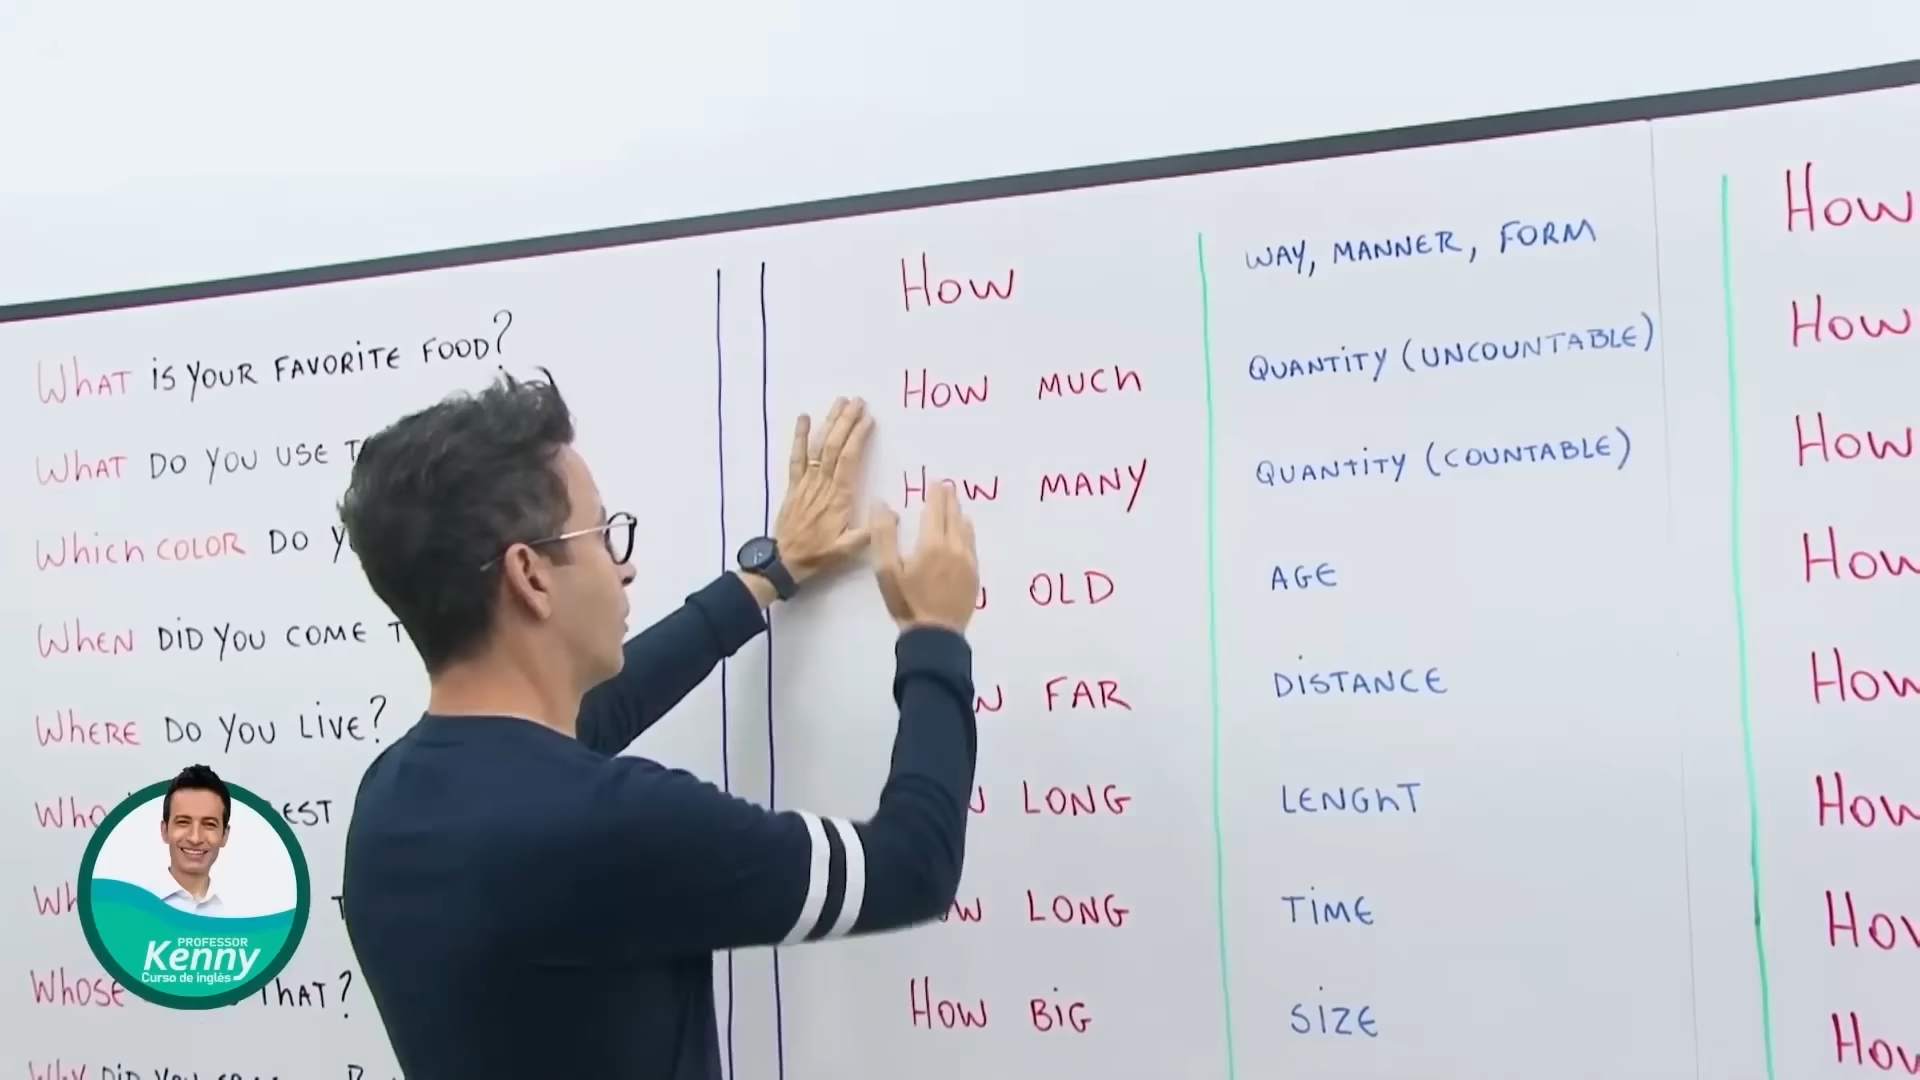 What is your favorite food?
What do you use
Which color do
When did you come
Where do you live?
Whose that?
Why did you
How
How much
How many
old
far
long
long
How big
way, manner, form
Quantity (uncountable)
Quantity (countable)
age
distance
lenght
time
size
How
How
How
How
How
How
How
How
PROFESSOR
Kenny
Curso de inglês